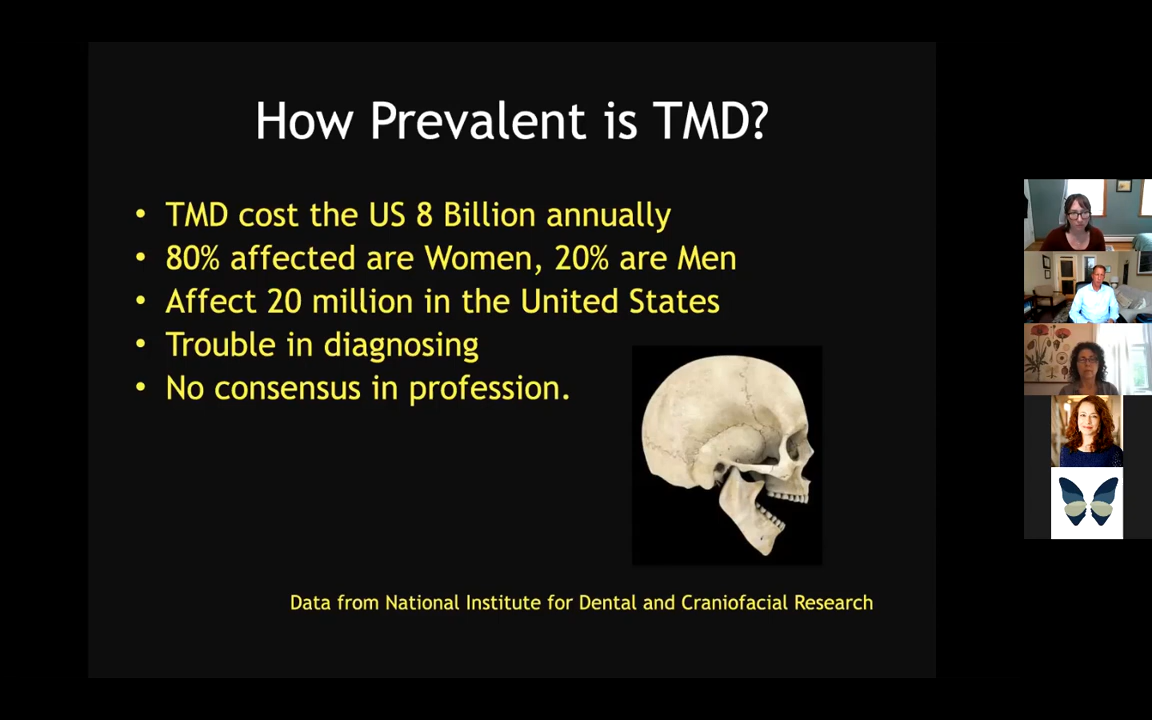 How Prevalent is TMD?
• TMD cost the US 8 Billion annually
• 80% affected are Women, 20% are Men
• Affect 20 million in the United States
• Trouble in diagnosing
• No consensus in profession.
Data from National Institute for Dental and Craniofacial Research